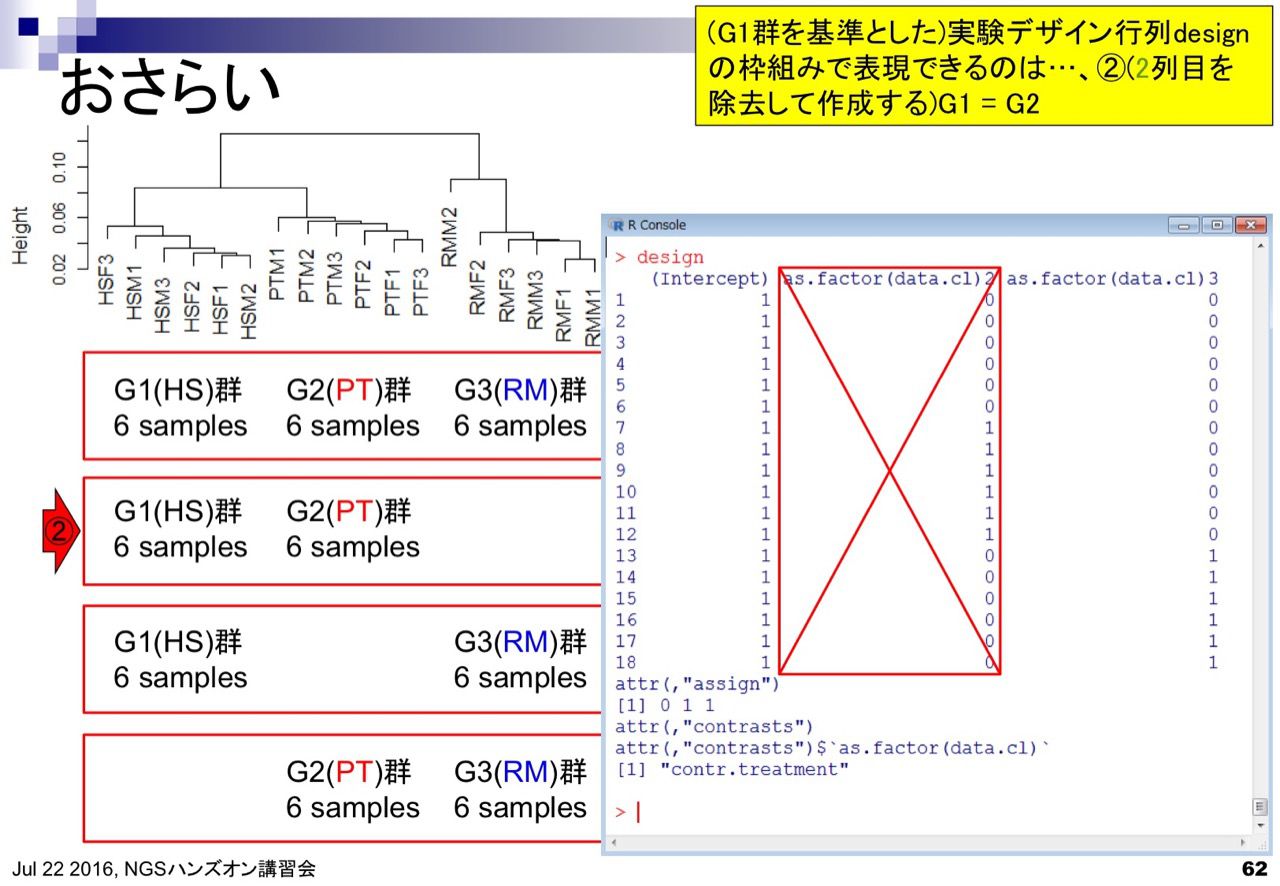 おさらい
(G1群を基準とした)実験デザイン行列design
の枠組みで表現できるのは…、②(2列目を
除去して作成する)G1 = G2
Height
0.02 0.06 0.10
HSF3
HSM1
HSM3
HSF2
HSF1
HSM2
PTM1
PTM2
PTM3
PTF2
PTF1
PTF3
RMM2
RMF2
RMF3
RMM3
RMF1
RMM1
G1(HS)群 G2(PT)群 G3(RM)群
6 samples 6 samples 6 samples
②
G1(HS)群 G2(PT)群
6 samples 6 samples
G1(HS)群 G3(RM)群
6 samples 6 samples
G2(PT)群 G3(RM)群
6 samples 6 samples
R Console
> design
(Intercept) as.factor(data.cl)2 as.factor(data.cl)3
1 1 0 0
2 1 0 0
3 1 0 0
4 1 0 0
5 1 0 0
6 1 0 0
7 1 1 0
8 1 1 0
9 1 1 0
10 1 1 0
11 1 1 0
12 1 1 0
13 1 0 1
14 1 0 1
15 1 0 1
16 1 0 1
17 1 0 1
18 1 0 1
attr(,"assign")
[1] 0 1 1
attr(,"contrasts")
attr(,"contrasts")$`as.factor(data.cl)`
[1] "contr.treatment"
>
Jul 22 2016, NGSハンズオン講習会
62